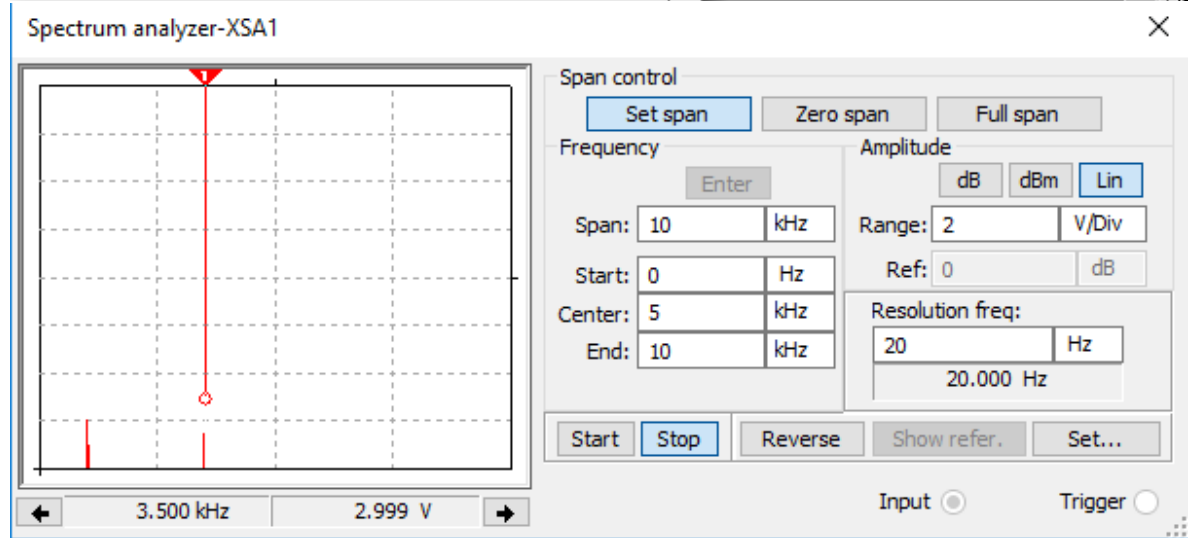 Spectrum analyzer-XSA1
1
3.500 kHz 2.999 V
Span control
Set span Zero span Full span
Frequency
Enter
Span: 10 kHz
Start: 0 Hz
Center: 5 kHz
End: 10 kHz
Amplitude
dB dBm Lin
Range: 2 V/Div
Ref: 0 dB
Resolution freq:
20 Hz
20.000 Hz
Start Stop Reverse Show refer. Set...
Input Trigger